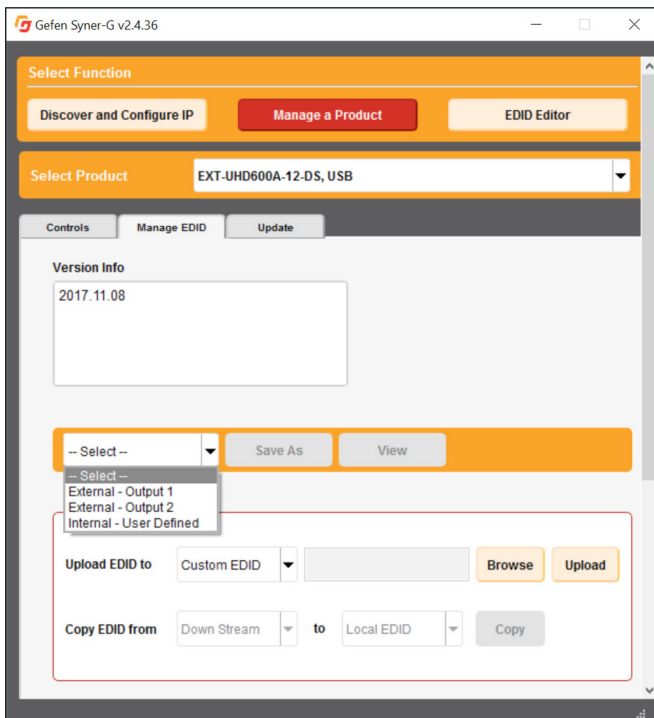 Gefen Syner-G v2.4.36
Select Function
Discover and Configure IP Manage a Product EDID Editor
Select Product EXT-UHD600A-12-DS, USB
Controls Manage EDID Update
Version Info
2017.11.08
-- Select -- Save As View
-- Select --
External - Output 1
External - Output 2
Internal - User Defined
Upload EDID to Custom EDID Browse Upload
Copy EDID from Down Stream to Local EDID Copy